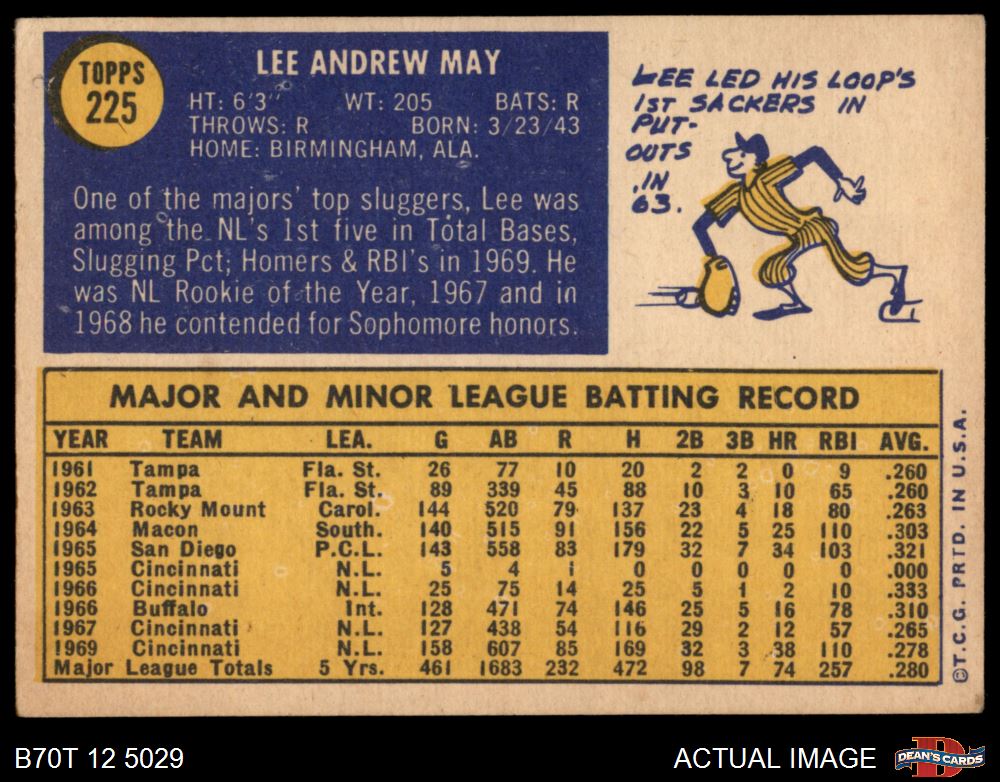 TOPPS
225
LEE ANDREW MAY
HT: 6'3" WT: 205 BATS: R
THROWS: R BORN: 3/23/43
HOME: BIRMINGHAM, ALA.
One of the majors' top sluggers, Lee was
among the NL's 1st five in Total Bases,
Slugging Pct; Homers & RBI's in 1969. He
was NL Rookie of the Year, 1967 and in
1968 he contended for Sophomore honors.
LEE LED HIS LOOP'S
1ST SACKERS IN
PUT-
OUTS
IN
63.
MAJOR AND MINOR LEAGUE BATTING RECORD
YEAR TEAM LEA. G AB R H 2B 3B HR RBI AVG.
1961 Tampa Fla. St. 26 77 10 20 2 2 0 9 .260
1962 Tampa Fla. St. 89 339 45 88 10 3 10 65 .260
1963 Rocky Mount Carol. 144 520 79 137 23 4 18 80 .263
1964 Macon South. 140 515 91 156 22 5 25 110 .303
1965 San Diego P.C.L. 143 558 83 179 32 7 34 103 .321
1965 Cincinnati N.L. 5 4 1 0 0 0 0 0 .000
1966 Cincinnati N.L. 25 75 14 25 5 1 2 10 .333
1966 Buffalo Int. 128 471 74 146 25 5 16 78 .310
1967 Cincinnati N.L. 127 438 54 116 29 2 12 57 .265
1969 Cincinnati N.L. 158 607 85 169 32 3 38 110 .278
Major League Totals 5 Yrs. 461 1683 232 472 98 7 74 257 .280
©T.C.G. PRTD. IN U.S.A.
B70T 12 5029
ACTUAL IMAGE
D
DEAN'S CARDS